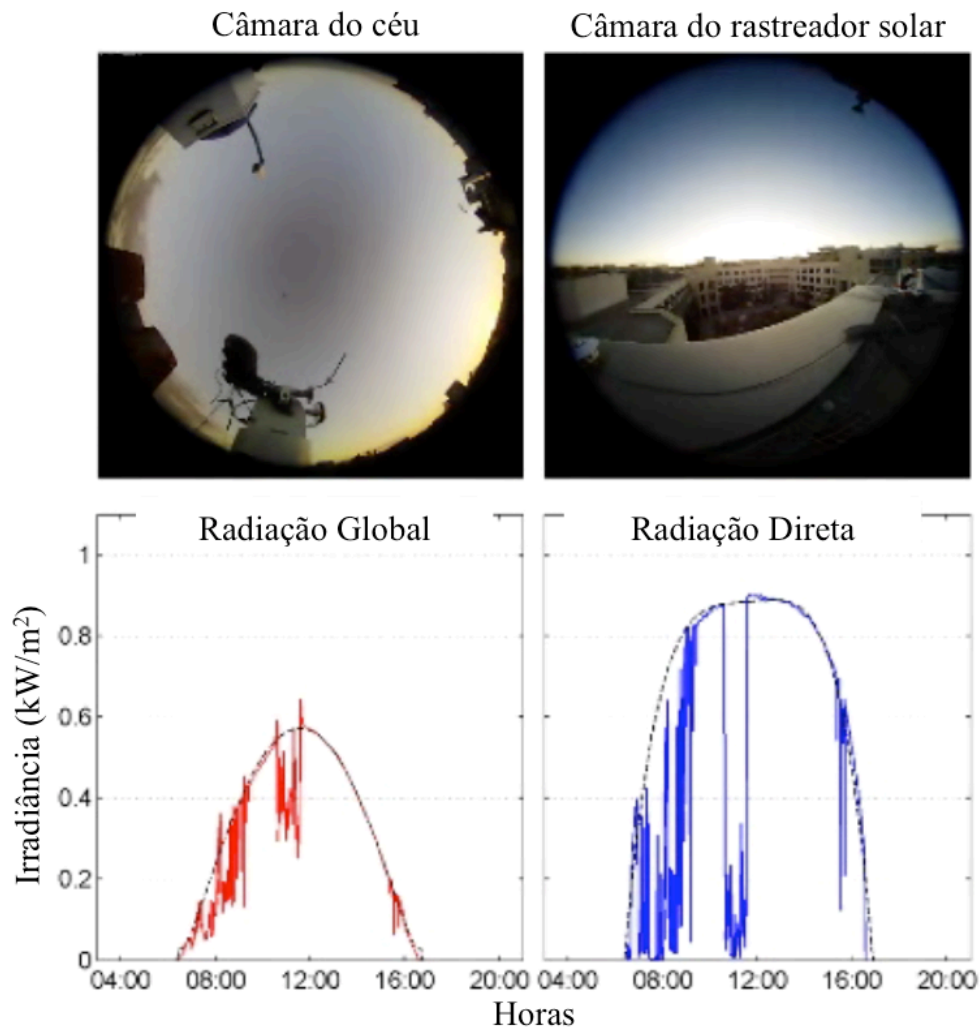 Câmara do céu
Câmara do rastreador solar
Radiação Global
Radiação Direta
Irradiância (kW/m²)
1
0.8
0.6
0.4
0.2
0
04:00 08:00 12:00 16:00 20:00
04:00 08:00 12:00 16:00 20:00
Horas